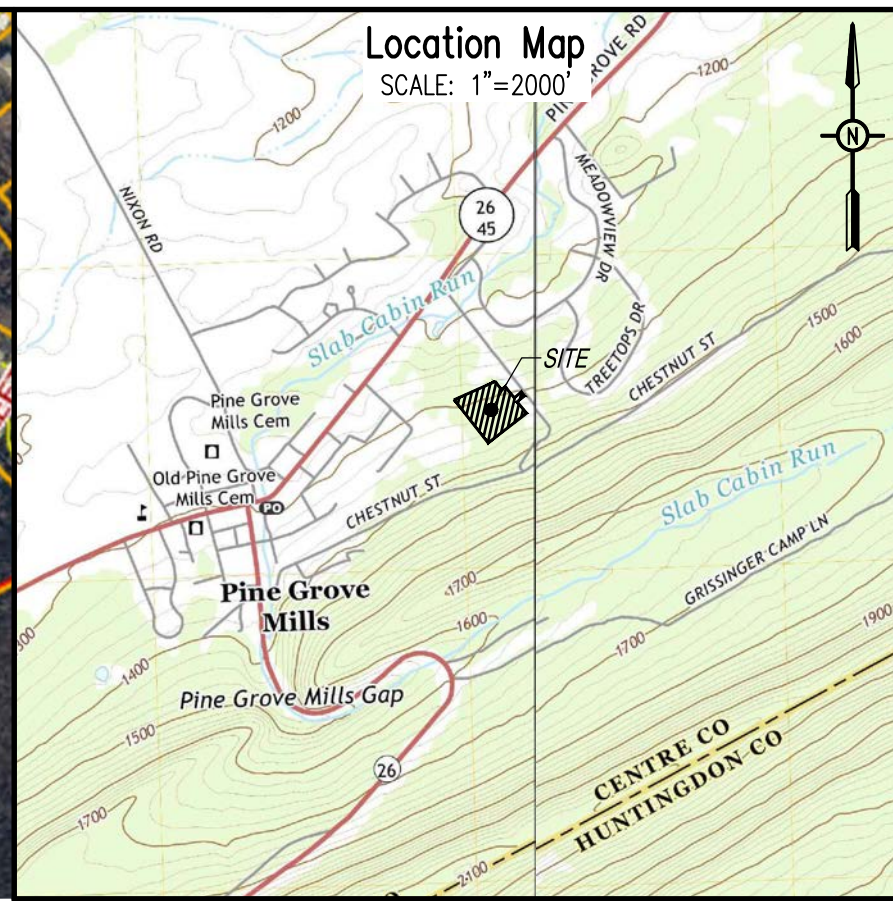 Location Map
SCALE: 1"=2000'
1200
1200
N
NIXON RD
26
45
MEADOWVIEW DR
Slab Cabin Run
TREETOPS DR
SITE
CHESTNUT ST
1500
1600
Pine Grove
Mills Cem
Old Pine Grove
Mills Cem
PO
CHESTNUT ST
Slab Cabin Run
GRISSINGER CAMP LN
Pine Grove
Mills
1700
1600
1700
1900
1400
Pine Grove Mills Gap
1500
26
1700
CENTRE CO
HUNTINGDON CO
2100